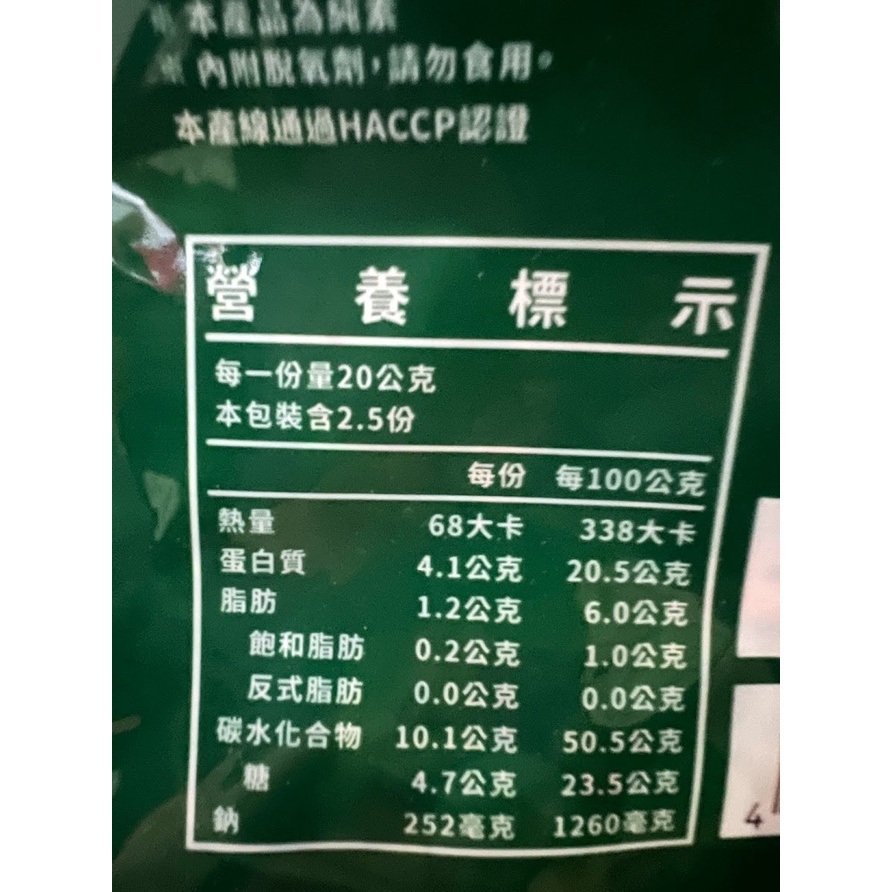 ※ 本產品為純素
※ 內附脫氧劑，請勿食用。
本產線通過HACCP認證
營養標示
每一份量20公克
本包裝含2.5份
每份 每100公克
熱量 68大卡 338大卡
蛋白質 4.1公克 20.5公克
脂肪 1.2公克 6.0公克
飽和脂肪 0.2公克 1.0公克
反式脂肪 0.0公克 0.0公克
碳水化合物 10.1公克 50.5公克
糖 4.7公克 23.5公克
鈉 252毫克 1260毫克
4